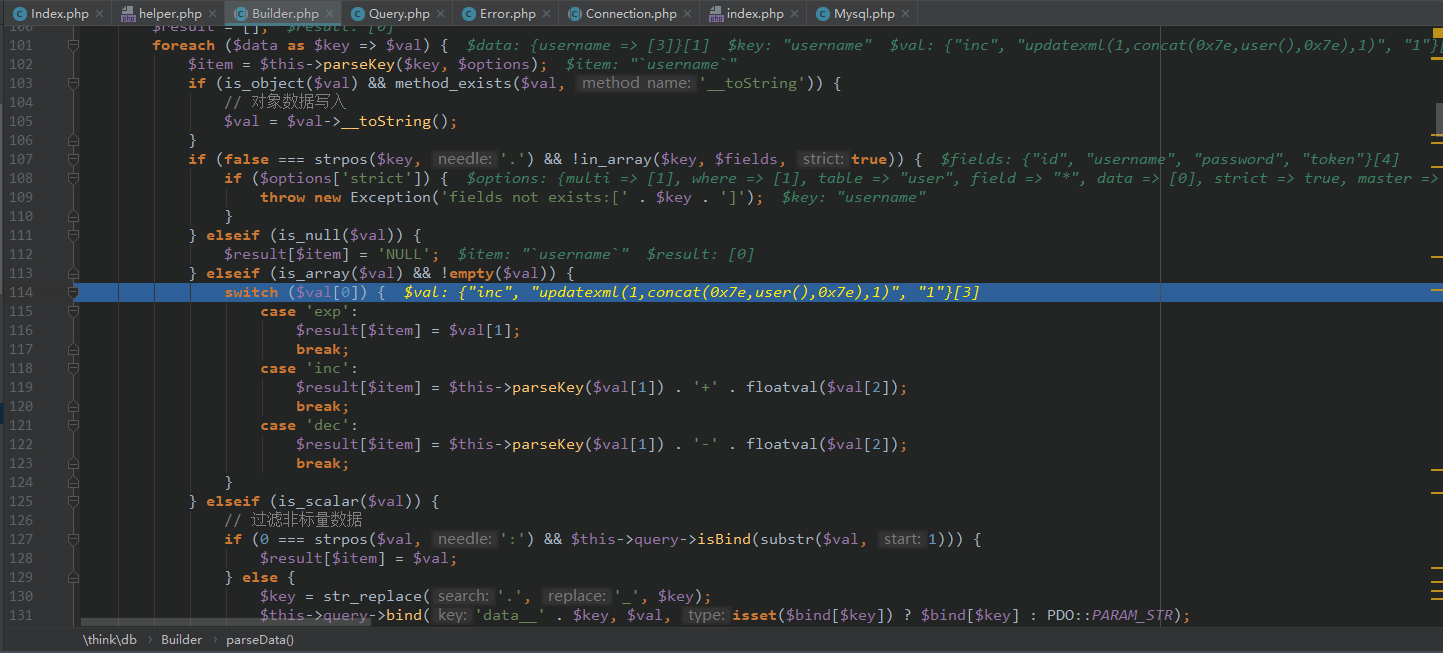 Index.php helper.php Builder.php Query.php Error.php Connection.php index.php Mysql.php
100 $result = []; $result: [0]
101 foreach ($data as $key => $val) { $data: {username => [3]}[1] $key: "username" $val: {"inc", "updatexml(1,concat(0x7e,user(),0x7e),1)", "1"}[
102 $item = $this->parseKey($key, $options); $item: "`username`"
103 if (is_object($val) && method_exists($val, method name: '__toString')) {
104 // 对象数据写入
105 $val = $val->__toString();
106 }
107 if (false === strpos($key, needle: '.') && !in_array($key, $fields, strict: true)) { $fields: {"id", "username", "password", "token"}[4]
108 if ($options['strict']) { $options: {multi => [1], where => [1], table => "user", field => "*", data => [0], strict => true, master =>
109 throw new Exception('fields not exists:[' . $key . ']'); $key: "username"
110 }
111 } elseif (is_null($val)) {
112 $result[$item] = 'NULL'; $item: "`username`" $result: [0]
113 } elseif (is_array($val) && !empty($val)) {
114 switch ($val[0]) { $val: {"inc", "updatexml(1,concat(0x7e,user(),0x7e),1)", "1"}[3]
115 case 'exp':
116 $result[$item] = $val[1];
117 break;
118 case 'inc':
119 $result[$item] = $this->parseKey($val[1]) . '+' . floatval($val[2]);
120 break;
121 case 'dec':
122 $result[$item] = $this->parseKey($val[1]) . '-' . floatval($val[2]);
123 break;
124 }
125 } elseif (is_scalar($val)) {
126 // 过滤非标量数据
127 if (0 === strpos($val, needle: ':') && $this->query->isBind(substr($val, start: 1))) {
128 $result[$item] = $val;
129 } else {
130 $key = str_replace( search: '.', replace: '_', $key);
131 $this->query->bind( key: 'data__' . $key, $val, type: isset($bind[$key]) ? $bind[$key] : PDO::PARAM_STR);
\think\db › Builder › parseData()